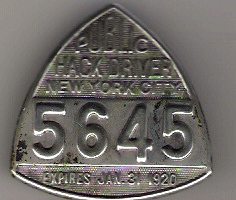 PUBLIC
HACK DRIVER
NEW YORK CITY
5645
EXPIRES JAN. 31, 1920